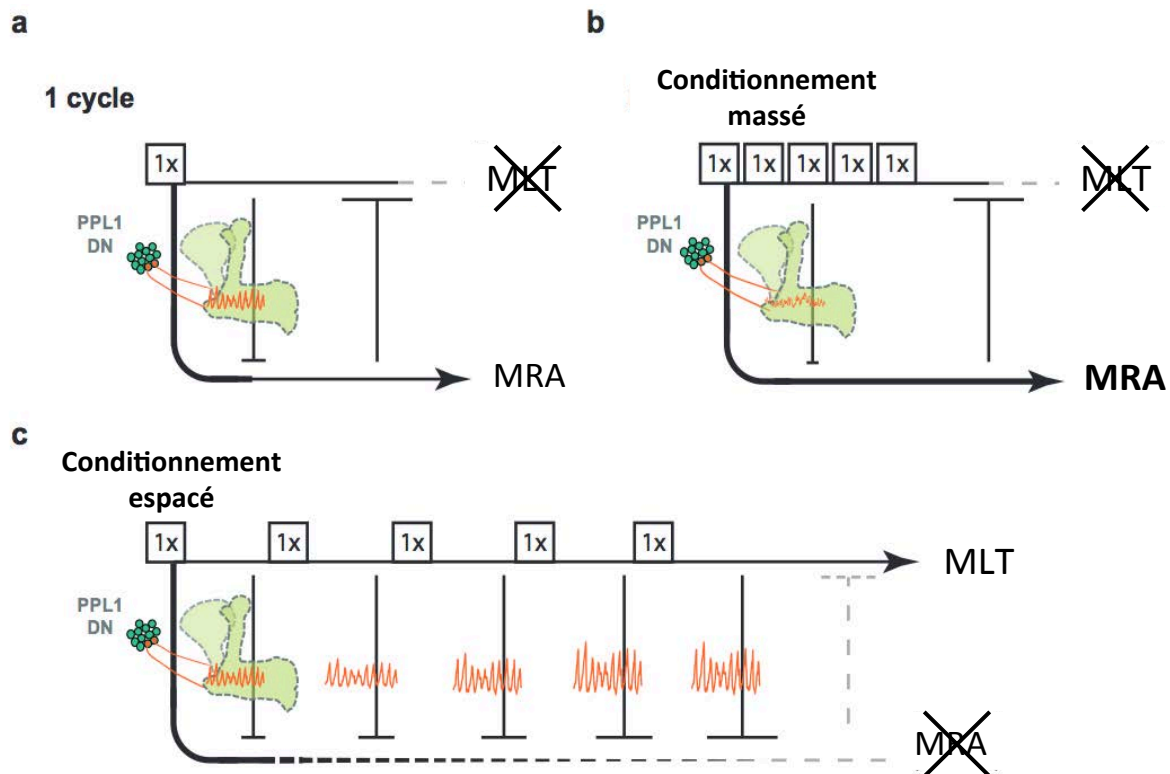 a
1 cycle
1x
MLT
PPL1
DN
MRA
b
Conditionnement
massé
1x 1x 1x 1x 1x
MLT
PPL1
DN
MRA
c
Conditionnement
espacé
1x 1x 1x 1x 1x
MLT
PPL1
DN
MRA